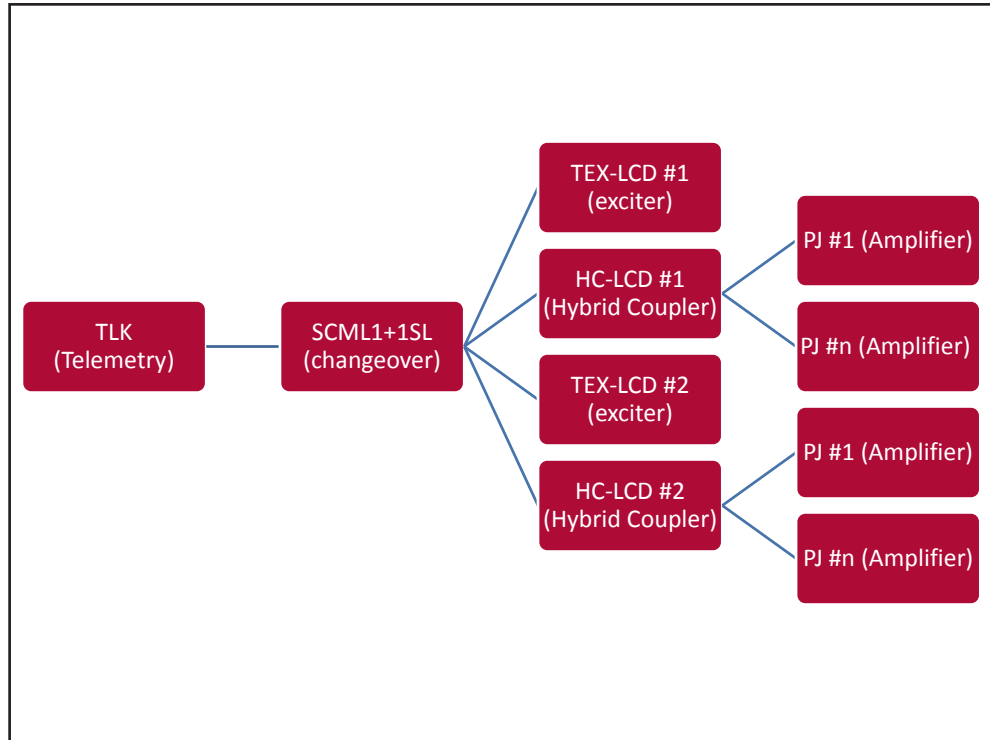 TLK
(Telemetry)
SCML1+1SL
(changeover)
TEX-LCD #1
(exciter)
HC-LCD #1
(Hybrid Coupler)
TEX-LCD #2
(exciter)
HC-LCD #2
(Hybrid Coupler)
PJ #1 (Amplifier)
PJ #n (Amplifier)
PJ #1 (Amplifier)
PJ #n (Amplifier)